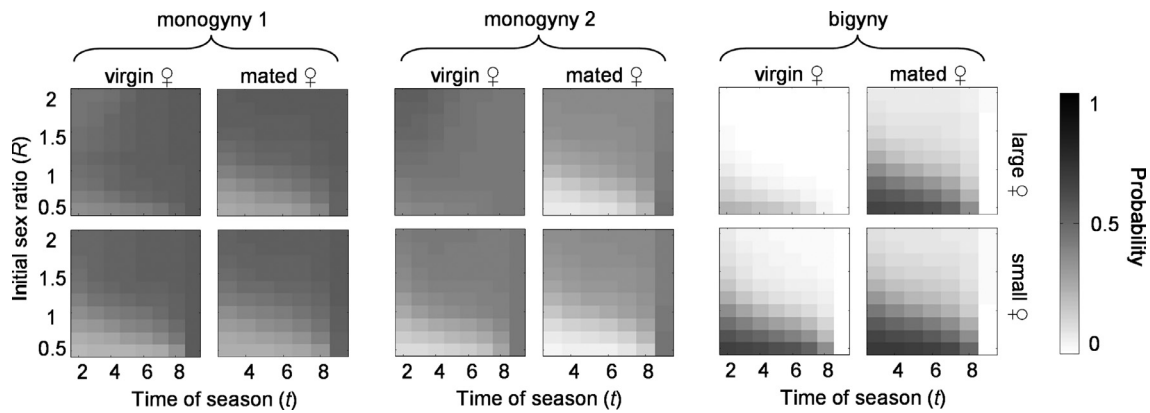 monogyny 1 monogyny 2 bigyny
virgin ♀ mated ♀ virgin ♀ mated ♀ virgin ♀ mated ♀
Initial sex ratio (R)
2
1.5
1
0.5
2
1.5
1
0.5
large ♀
small ♀
2 4 6 8 2 4 6 8 2 4 6 8 2 4 6 8 2 4 6 8 2 4 6 8
Time of season (t) Time of season (t) Time of season (t)
1
0.5
0
Probability